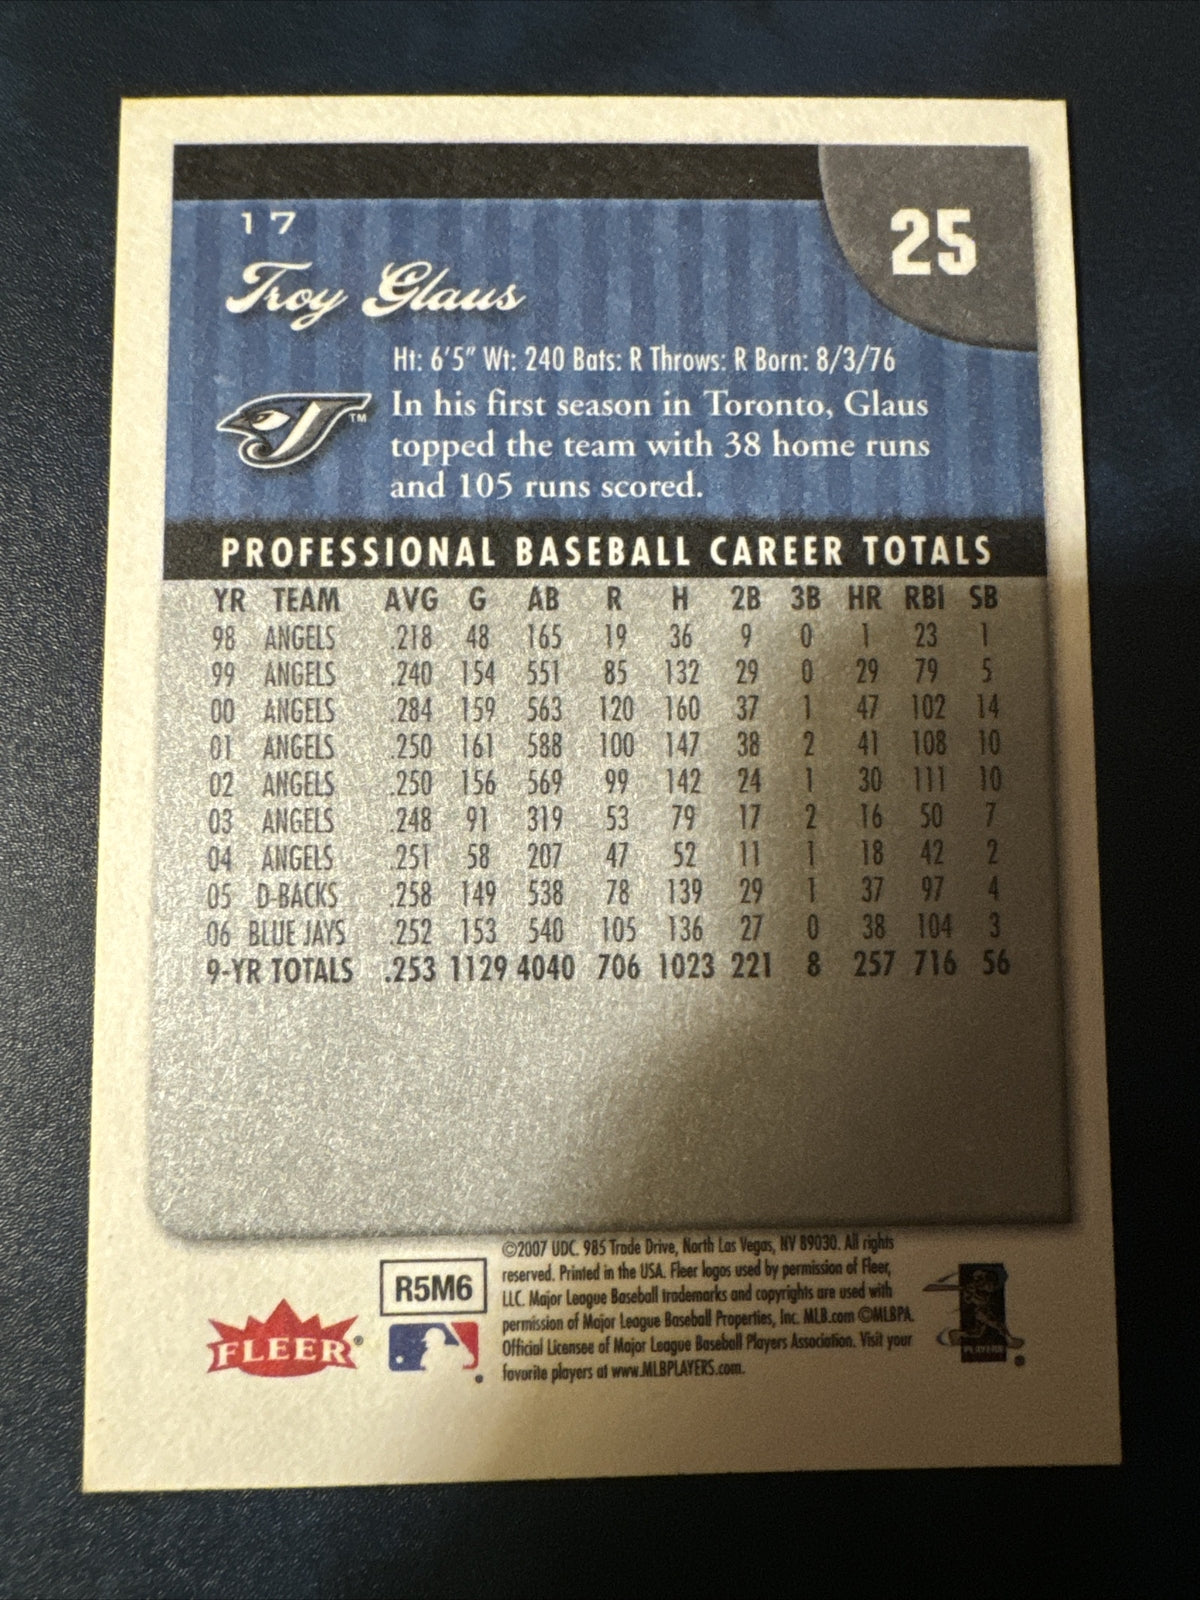 25
17
Troy Glaus
Ht: 6'5" Wt: 240 Bats: R Throws: R Born: 8/3/76
In his first season in Toronto, Glaus
topped the team with 38 home runs
and 105 runs scored.
J TM
PROFESSIONAL BASEBALL CAREER TOTALS
YR TEAM AVG G AB R H 2B 3B HR RBI SB
98 ANGELS .218 48 165 19 36 9 0 1 23 1
99 ANGELS .240 154 551 85 132 29 0 29 79 5
00 ANGELS .284 159 563 120 160 37 1 47 102 14
01 ANGELS .250 161 588 100 147 38 2 41 108 10
02 ANGELS .250 156 569 99 142 24 1 30 111 10
03 ANGELS .248 91 319 53 79 17 2 16 50 7
04 ANGELS .251 58 207 47 52 11 1 18 42 2
05 D-BACKS .258 149 538 78 139 29 1 37 97 4
06 BLUE JAYS .252 153 540 105 136 27 0 38 104 3
9-YR TOTALS .253 1129 4040 706 1023 221 8 257 716 56
©2007 UDC. 985 Trade Drive, North Las Vegas, NV 89030. All rights
reserved. Printed in the USA. Fleer logos used by permission of Fleer,
LLC. Major League Baseball trademarks and copyrights are used with
permission of Major League Baseball Properties, Inc. MLB.com ©MLBPA.
Official Licensee of Major League Baseball Players Association. Visit your
favorite players at www.MLBPLAYERS.com.
R5M6
FLEER®
®
PLAYERS
®